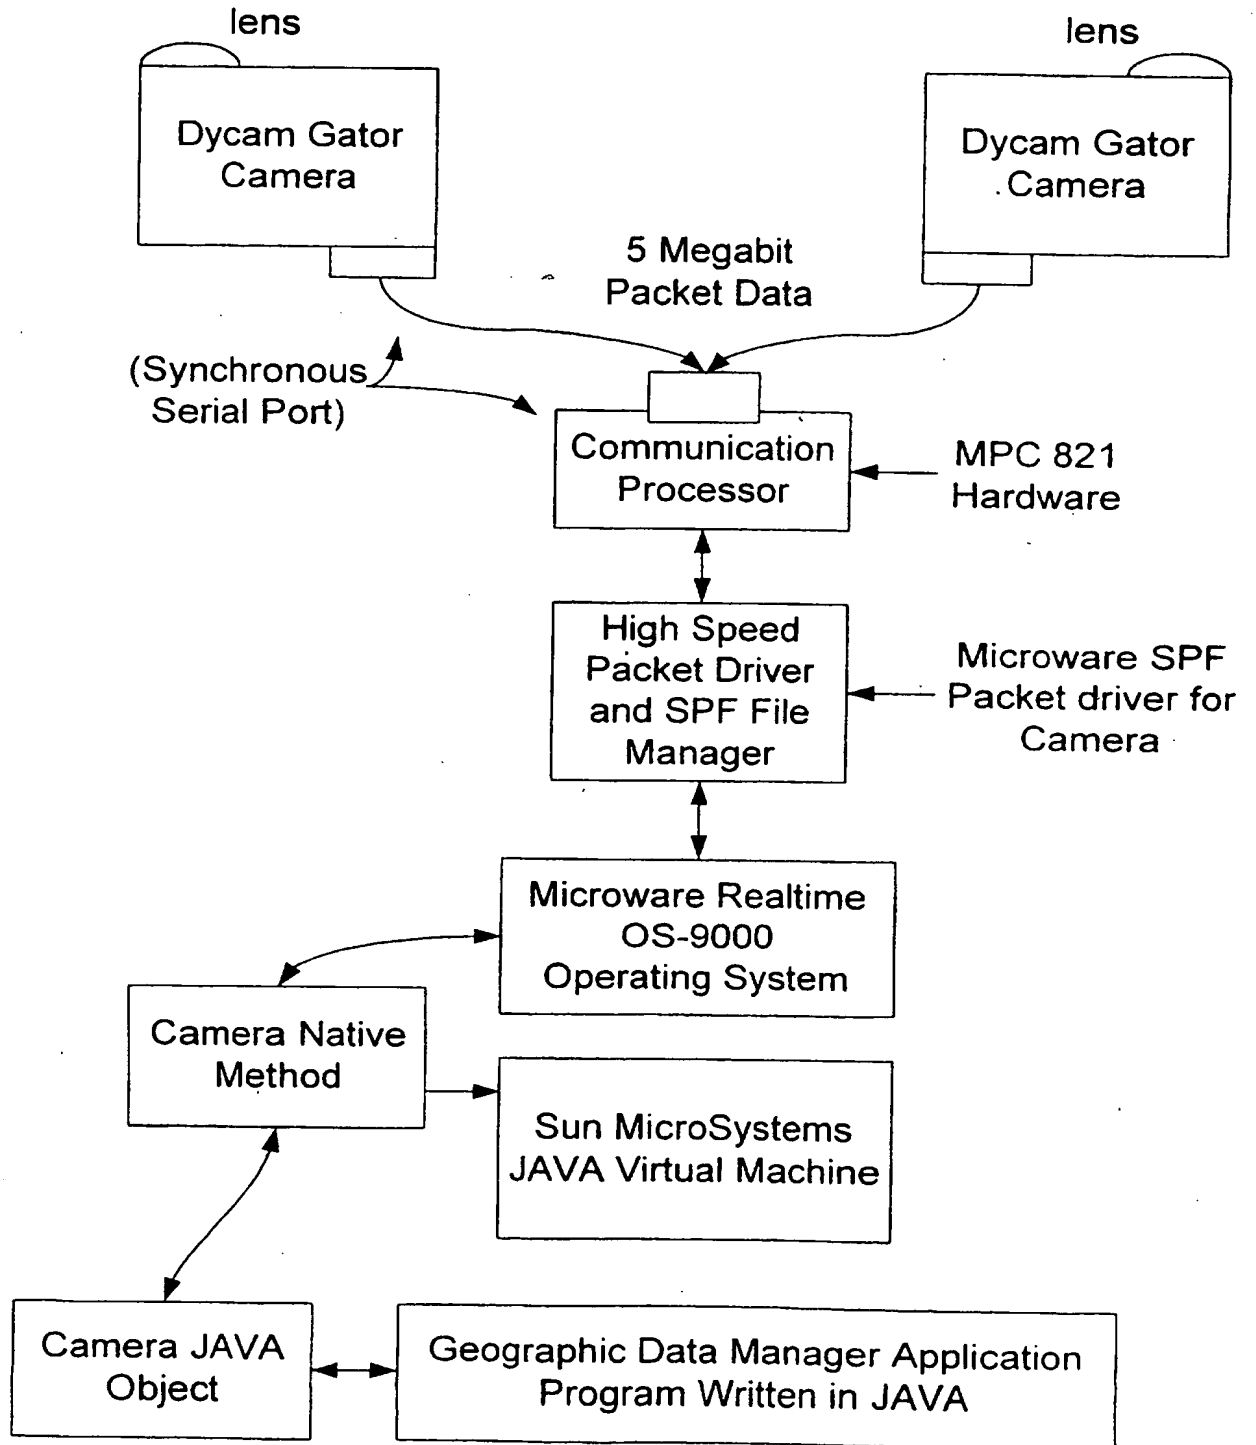 lens
lens
Dycam Gator
Camera
Dycam Gator
Camera
5 Megabit
Packet Data
(Synchronous
Serial Port)
Communication
Processor
MPC 821
Hardware
High Speed
Packet Driver
and SPF File
Manager
Microware SPF
Packet driver for
Camera
Microware Realtime
OS-9000
Operating System
Camera Native
Method
Sun MicroSystems
JAVA Virtual Machine
Camera JAVA
Object
Geographic Data Manager Application
Program Written in JAVA